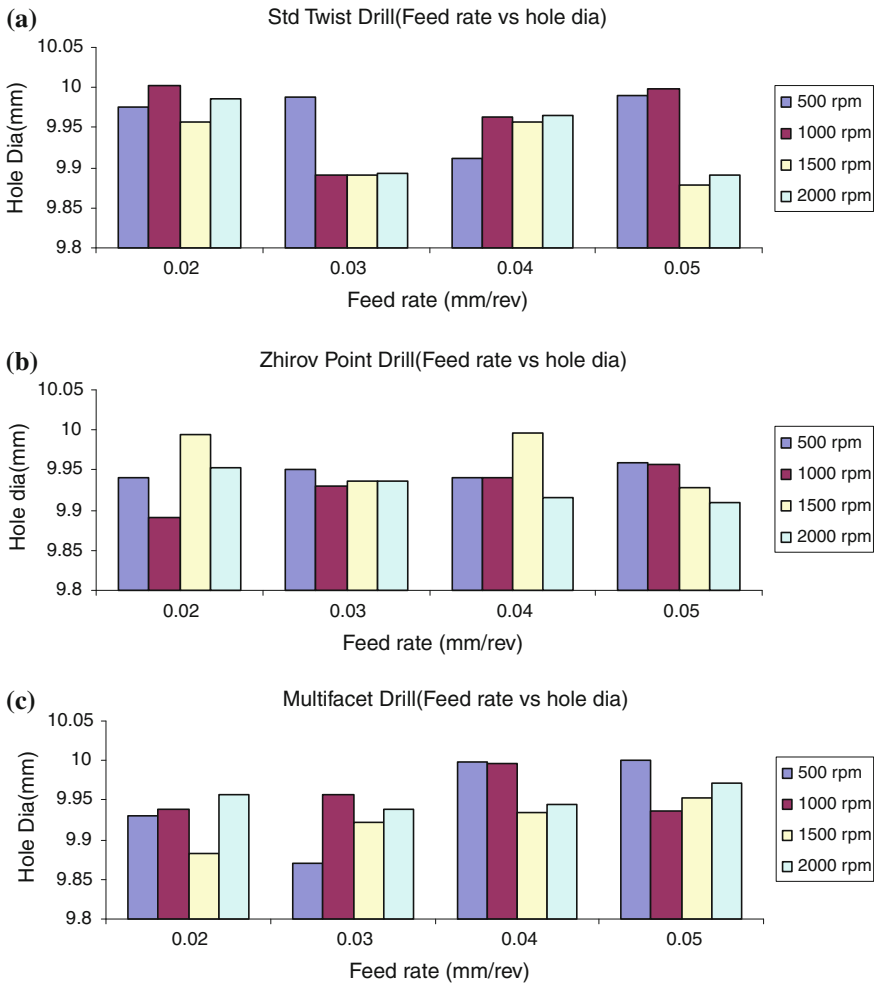 (a)
Std Twist Drill(Feed rate vs hole dia)
10.05
10
9.95
9.9
9.85
9.8
Hole Dia(mm)
0.02 0.03 0.04 0.05
Feed rate (mm/rev)
500 rpm
1000 rpm
1500 rpm
2000 rpm
(b)
Zhirov Point Drill(Feed rate vs hole dia)
10.05
10
9.95
9.9
9.85
9.8
Hole dia(mm)
0.02 0.03 0.04 0.05
Feed rate (mm/rev)
500 rpm
1000 rpm
1500 rpm
2000 rpm
(c)
Multifacet Drill(Feed rate vs hole dia)
10.05
10
9.95
9.9
9.85
9.8
Hole Dia(mm)
0.02 0.03 0.04 0.05
Feed rate (mm/rev)
500 rpm
1000 rpm
1500 rpm
2000 rpm